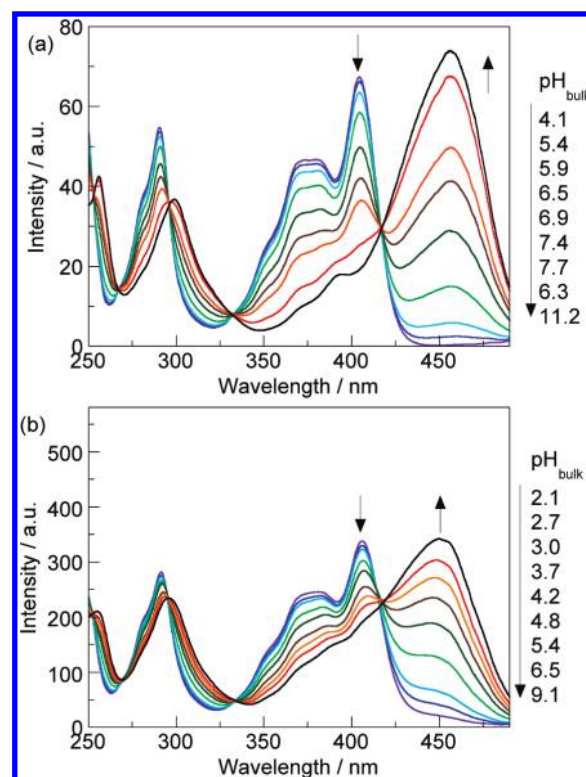 (a)
80
60
40
20
0
Intensity / a.u.
250 300 350 400 450
Wavelength / nm
pHbulk
4.1
5.4
5.9
6.5
6.9
7.4
7.7
6.3
11.2
(b)
500
400
300
200
100
0
Intensity / a.u.
250 300 350 400 450
Wavelength / nm
pHbulk
2.1
2.7
3.0
3.7
4.2
4.8
5.4
6.5
9.1